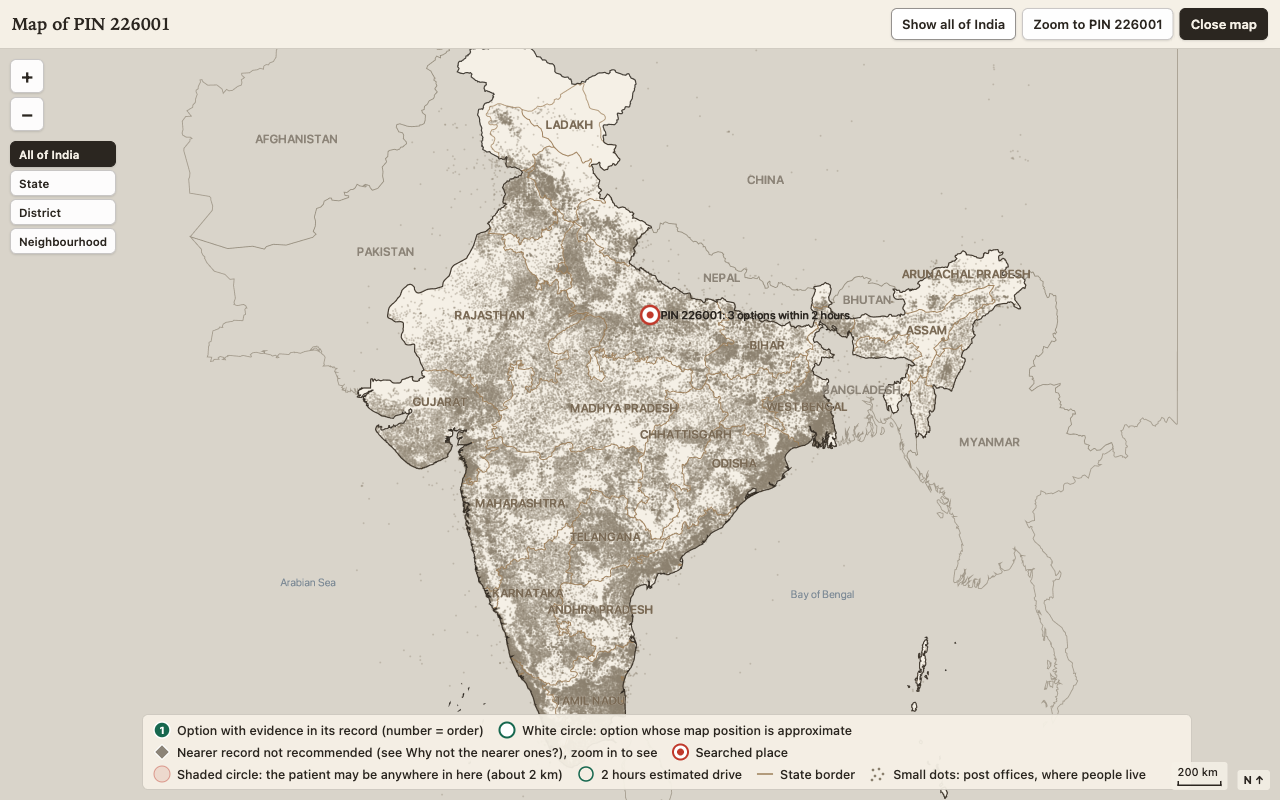 Map of PIN 226001
Show all of India
Zoom to PIN 226001
Close map
+
−
All of India
State
District
Neighbourhood
AFGHANISTAN
LADAKH
CHINA
PAKISTAN
NEPAL
ARUNACHAL PRADESH
BHUTAN
RAJASTHAN
PIN 226001: 3 options within 2 hours
ASSAM
BIHAR
BANGLADESH
GUJARAT
MADHYA PRADESH
WEST BENGAL
CHHATTISGARH
MYANMAR
ODISHA
MAHARASHTRA
TELANGANA
Arabian Sea
KARNATAKA
Bay of Bengal
ANDHRA PRADESH
TAMIL NADU
1 Option with evidence in its record (number = order)
White circle: option whose map position is approximate
Nearer record not recommended (see Why not the nearer ones?), zoom in to see
Searched place
Shaded circle: the patient may be anywhere in here (about 2 km)
2 hours estimated drive
State border
Small dots: post offices, where people live
200 km
N ↑